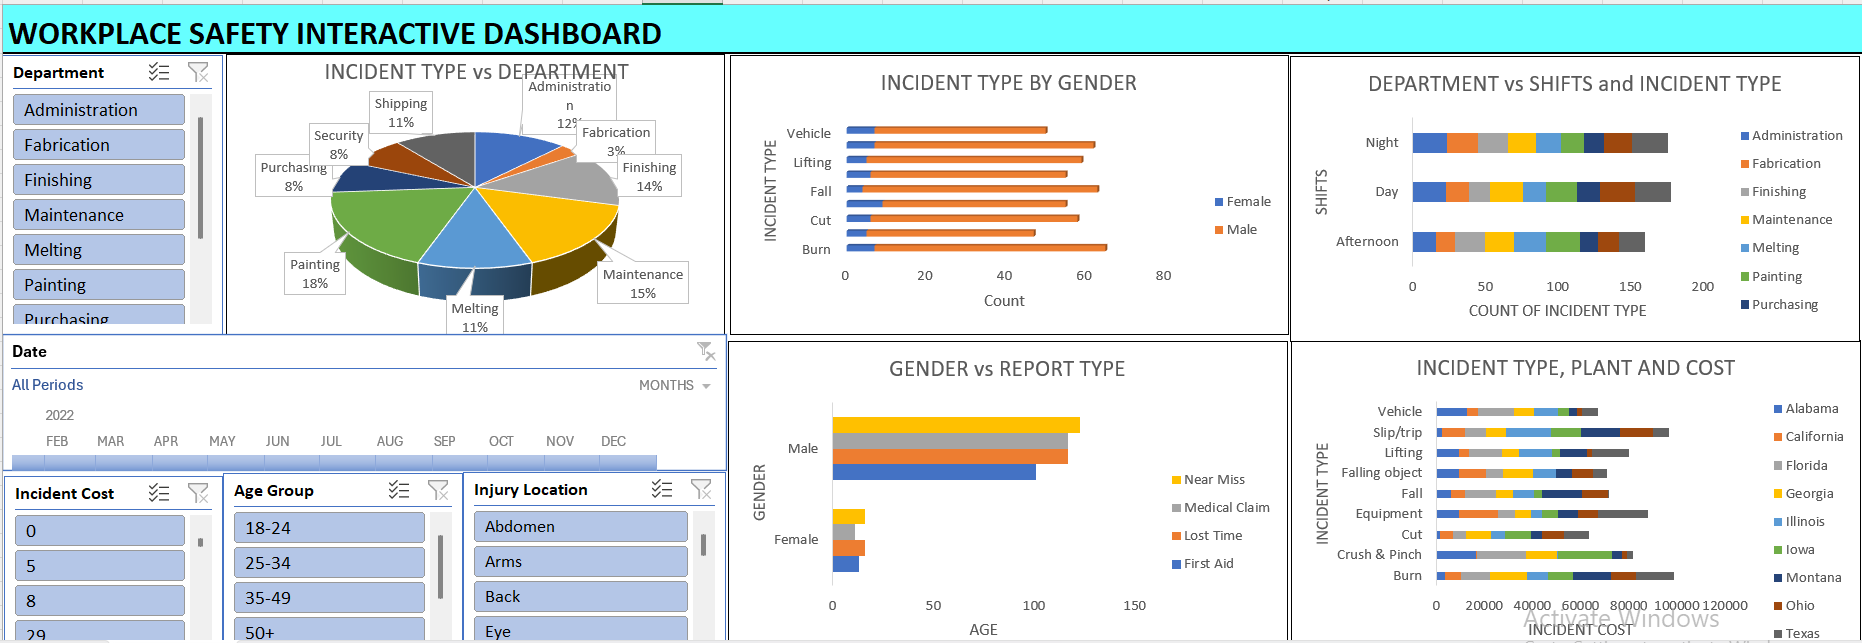 WORKPLACE SAFETY INTERACTIVE DASHBOARD
Department
Administration
Fabrication
Finishing
Maintenance
Melting
Painting
Purchasing
INCIDENT TYPE vs DEPARTMENT
Administratio
n
12%
Fabrication
3%
Finishing
14%
Maintenance
15%
Melting
11%
Painting
18%
Purchasing
8%
Security
8%
Shipping
11%
INCIDENT TYPE BY GENDER
INCIDENT TYPE
Vehicle
Lifting
Fall
Cut
Burn
0 20 40 60 80
Count
Female
Male
DEPARTMENT vs SHIFTS and INCIDENT TYPE
SHIFTS
Night
Day
Afternoon
0 50 100 150 200
COUNT OF INCIDENT TYPE
Administration
Fabrication
Finishing
Maintenance
Melting
Painting
Purchasing
Date
All Periods
MONTHS
2022
FEB MAR APR MAY JUN JUL AUG SEP OCT NOV DEC
Incident Cost
0
5
8
29
Age Group
18-24
25-34
35-49
50+
Injury Location
Abdomen
Arms
Back
Eye
GENDER vs REPORT TYPE
GENDER
Male
Female
0 50 100 150
AGE
Near Miss
Medical Claim
Lost Time
First Aid
INCIDENT TYPE, PLANT AND COST
INCIDENT TYPE
Vehicle
Slip/trip
Lifting
Falling object
Fall
Equipment
Cut
Crush & Pinch
Burn
0 20000 40000 60000 80000 100000 120000
INCIDENT COST
Alabama
California
Florida
Georgia
Illinois
Iowa
Montana
Ohio
Texas
Activate Windows